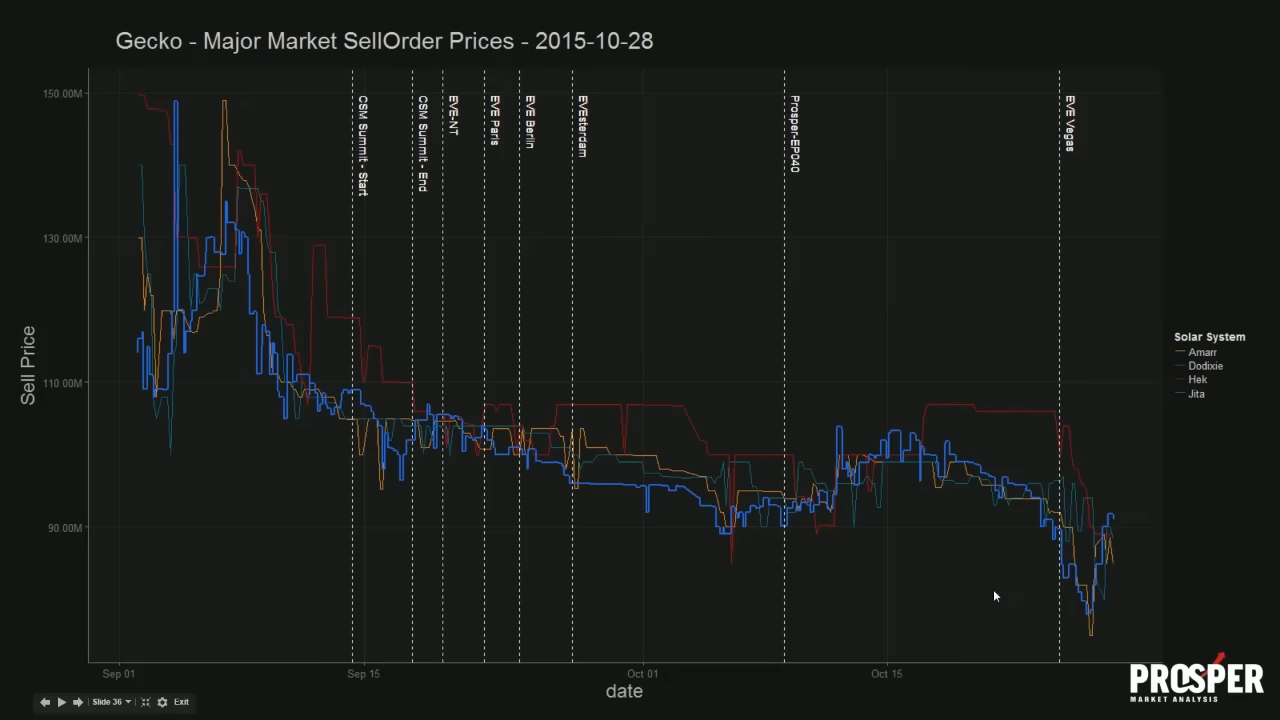 Gecko - Major Market SellOrder Prices - 2015-10-28
150.00M
130.00M
110.00M
90.00M
Sell Price
CSM Summit - Start
CSM Summit - End
EVE-NT
EVE Paris
EVE Berlin
EVEsterdam
Prosper-EP040
EVE Vegas
Solar System
Amarr
Dodixie
Hek
Jita
Sep 01
Sep 15
Oct 01
Oct 15
date
Slide 36
Exit
PROSPER
MARKET ANALYSIS